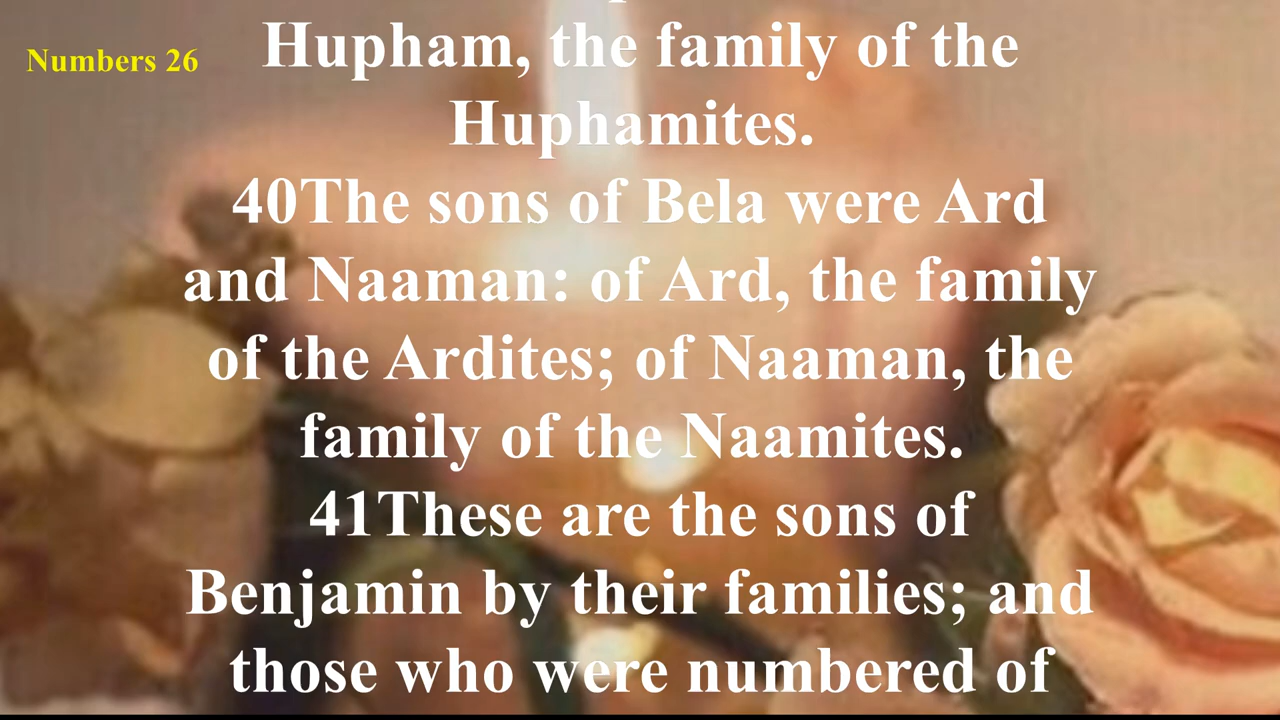 Numbers 26
Hupham, the family of the
Huphamites.
40The sons of Bela were Ard
and Naaman: of Ard, the family
of the Ardites; of Naaman, the
family of the Naamites.
41These are the sons of
Benjamin by their families; and
those who were numbered of